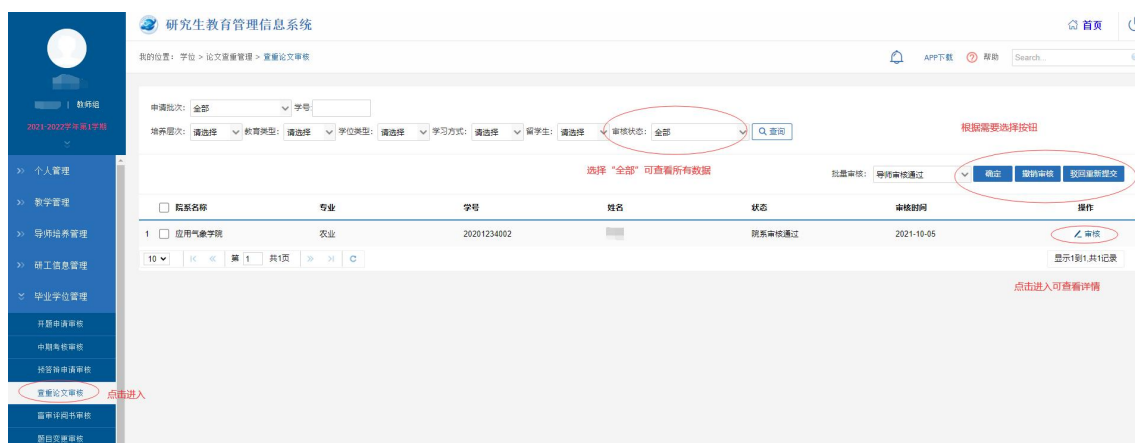 研究生教育管理信息系统
首页
我的位置: 学位 > 论文查重管理 > 查重论文审核
APP下载 帮助 Search...
| 教师组
2021-2022学年第1学期
申请批次: 全部 学号:
培养层次: 请选择 教育类型: 请选择 学位类型: 请选择 学习方式: 请选择 留学生: 请选择 审核状态: 全部 查询
根据需要选择按钮
选择“全部”可查看所有数据
批量审核: 导师审核通过 确定 撤销审核 驳回重新提交
院系名称 专业 学号 姓名 状态 审核时间 操作
1 应用气象学院 农业 20201234002 院系审核通过 2021-10-05 审核
10 第 1 共1页 显示1到1,共1记录
点击进入可查看详情
个人管理
教学管理
导师培养管理
研工信息管理
毕业学位管理
开题申请审核
中期考核审核
预答辩申请审核
查重论文审核
点击进入
盲审评阅书审核
题目变更审核